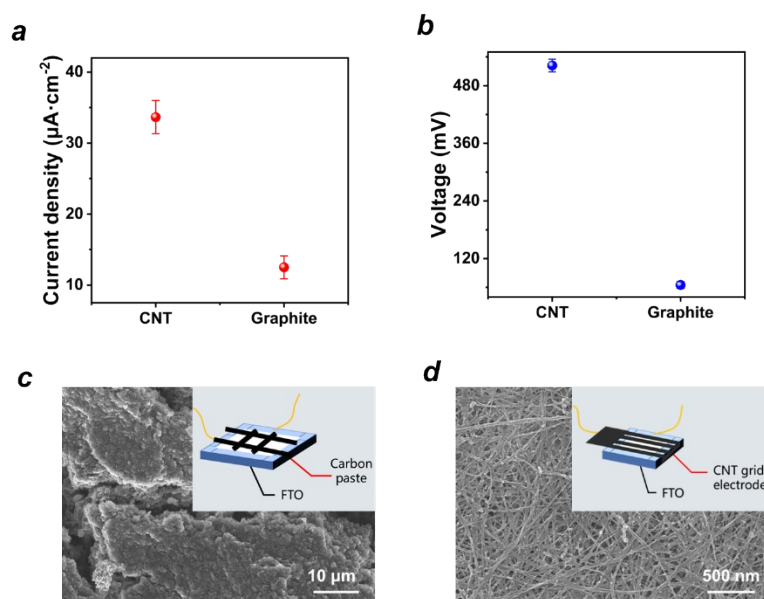 a
Current density (µA·cm⁻²)
40
30
20
10
CNT
Graphite
b
Voltage (mV)
480
360
240
120
CNT
Graphite
c
Carbon
paste
FTO
10 µm
d
CNT grid
electrode
FTO
500 nm